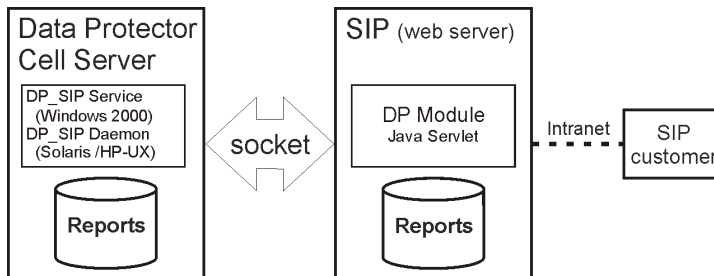 Data Protector
Cell Server
DP_SIP Service
(Windows 2000)
DP_SIP Daemon
(Solaris /HP-UX)
Reports
socket
SIP (web server)
DP Module
Java Servlet
Reports
Intranet
SIP
customer